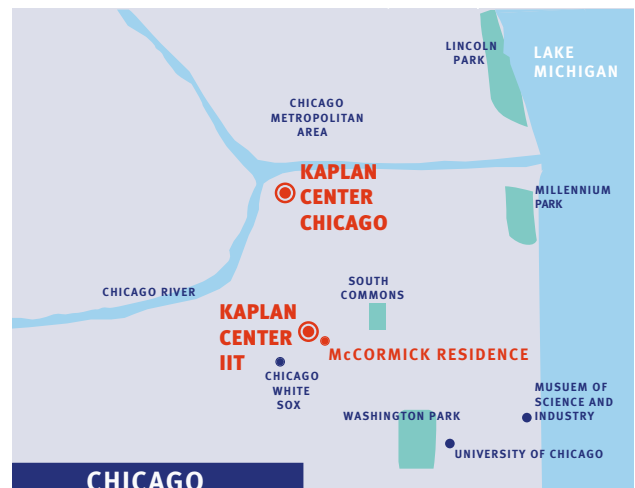 LINCOLN
PARK
LAKE
MICHIGAN
CHICAGO
METROPOLITAN
AREA
KAPLAN
CENTER
CHICAGO
MILLENNIUM
PARK
CHICAGO RIVER
SOUTH
COMMONS
KAPLAN
CENTER
IIT
McCORMICK RESIDENCE
CHICAGO
WHITE
SOX
MUSUEM OF
SCIENCE AND
INDUSTRY
WASHINGTON PARK
UNIVERSITY OF CHICAGO
CHICAGO